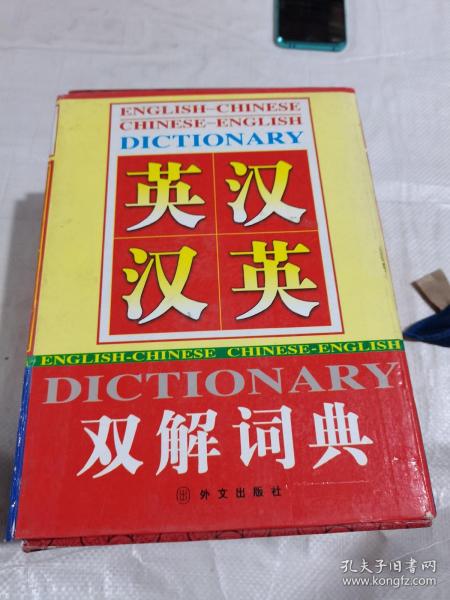 ENGLISH-CHINESE
CHINESE-ENGLISH
DICTIONARY
英汉
汉英
ENGLISH-CHINESE CHINESE-ENGLISH
DICTIONARY
双解词典
外文出版社
孔夫子旧书网
www.kongfz.com